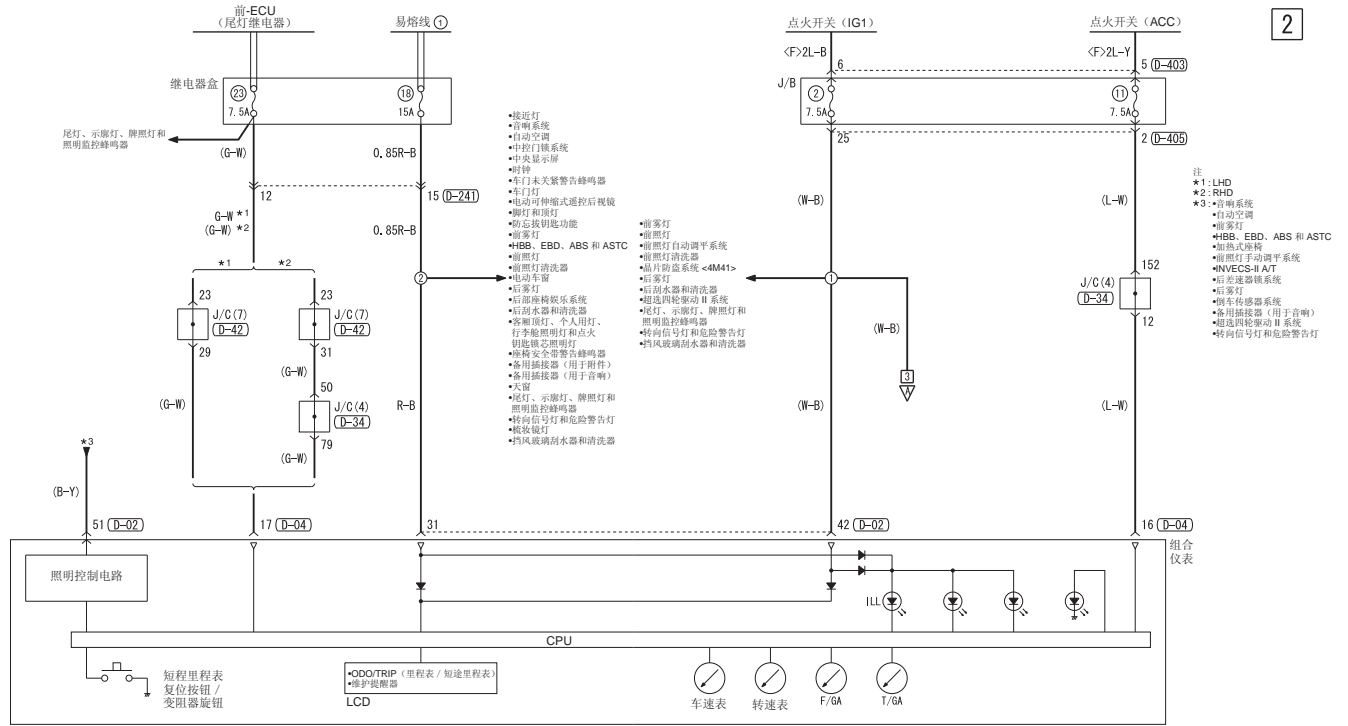 前-ECU
（尾灯继电器）
易熔线 ①
点火开关（IG1）
点火开关（ACC）
2
<F>2L-B
<F>2L-Y
6
5 (D-403)
继电器盒
J/B
23
7.5A
18
15A
2
7.5A
11
7.5A
尾灯、示廓灯、牌照灯和
照明监控蜂鸣器
25
2 (D-405)
(G-W)
0.85R-B
12
15 (D-241)
G-W *1
(G-W) *2
0.85R-B
(W-B)
(L-W)
•接近灯
•音响系统
•自动空调
•中控门锁系统
•中央显示屏
•时钟
•车门未关紧警告蜂鸣器
•车门灯
•电动可伸缩式遥控后视镜
•脚灯和顶灯
•防忘拔钥匙功能
•前雾灯
•HBB、EBD、ABS 和 ASTC
•前照灯
•前照灯清洗器
•电动车窗
•后雾灯
•后部座椅娱乐系统
•后刮水器和清洗器
•客厢顶灯、个人用灯、
行李舱照明灯和点火
钥匙锁芯照明灯
•座椅安全带警告蜂鸣器
•备用插接器（用于附件）
•备用插接器（用于音响）
•天窗
•尾灯、示廓灯、牌照灯和
照明监控蜂鸣器
•转向信号灯和危险警告灯
•梳妆镜灯
•挡风玻璃刮水器和清洗器
•前雾灯
•前照灯
•前照灯自动调平系统
•前照灯清洗器
•晶片防盗系统 <4M41>
•后雾灯
•后刮水器和清洗器
•超选四轮驱动 II 系统
•尾灯、示廓灯、牌照灯和
照明监控蜂鸣器
•转向信号灯和危险警告灯
•挡风玻璃刮水器和清洗器
注
*1 : LHD
*2 : RHD
*3 : •音响系统
•自动空调
•前雾灯
•HBB、EBD、ABS 和 ASTC
•加热式座椅
•前照灯手动调平系统
•INVECS-II A/T
•后差速器锁系统
•后雾灯
•倒车传感器系统
•备用插接器（用于音响）
•超选四轮驱动 II 系统
•转向信号灯和危险警告灯
*1
*2
2
1
23
J/C(7)
(D-42)
29
23
J/C(7)
(D-42)
31
152
J/C(4)
(D-34)
12
(G-W)
50
J/C(4)
(D-34)
79
(G-W)
(G-W)
R-B
(W-B)
3
A
(W-B)
(L-W)
*3
(B-Y)
51 (D-02)
17 (D-04)
31
42 (D-02)
16 (D-04)
组合
仪表
照明控制电路
ILL
CPU
短程里程表
复位按钮 /
变阻器旋钮
•ODO/TRIP（里程表 / 短途里程表）
•维护提醒器
LCD
车速表
转速表
F/GA
T/GA